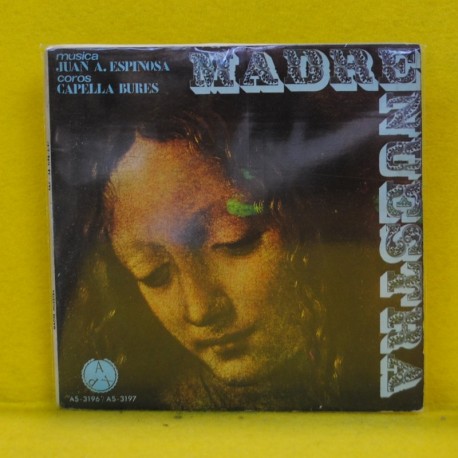 musica
JUAN A. ESPINOSA
coros
CAPELLA BURES
MADRE
NUESTRA
A
AS-3196 AS-3197